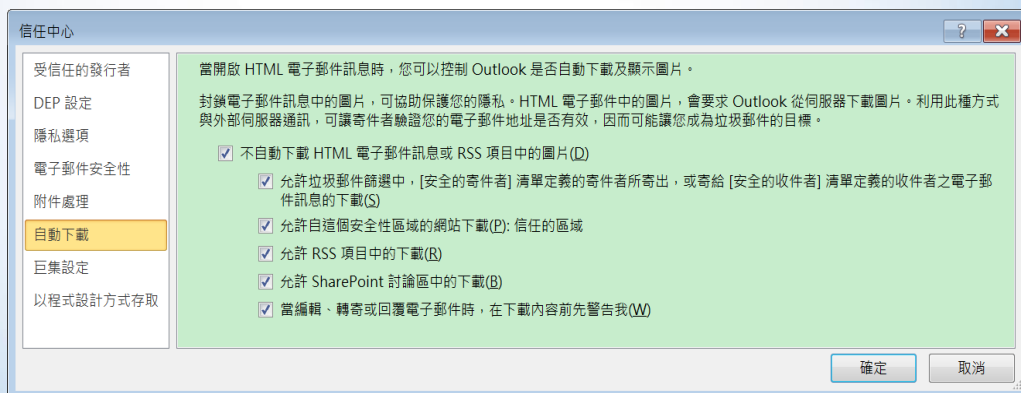 信任中心
受信任的發行者
DEP 設定
隱私選項
電子郵件安全性
附件處理
自動下載
巨集設定
以程式設計方式存取
當開啟 HTML 電子郵件訊息時，您可以控制 Outlook 是否自動下載及顯示圖片。
封鎖電子郵件訊息中的圖片，可協助保護您的隱私。HTML 電子郵件中的圖片，會要求 Outlook 從伺服器下載圖片。利用此種方式
與外部伺服器通訊，可讓寄件者驗證您的電子郵件地址是否有效，因而可能讓您成為垃圾郵件的目標。
不自動下載 HTML 電子郵件訊息或 RSS 項目中的圖片(D)
允許垃圾郵件篩選中，[安全的寄件者] 清單定義的寄件者所寄出，或寄給 [安全的收件者] 清單定義的收件者之電子郵
件訊息的下載(S)
允許自這個安全性區域的網站下載(P): 信任的區域
允許 RSS 項目中的下載(R)
允許 SharePoint 討論區中的下載(B)
當編輯、轉寄或回覆電子郵件時，在下載內容前先警告我(W)
確定
取消